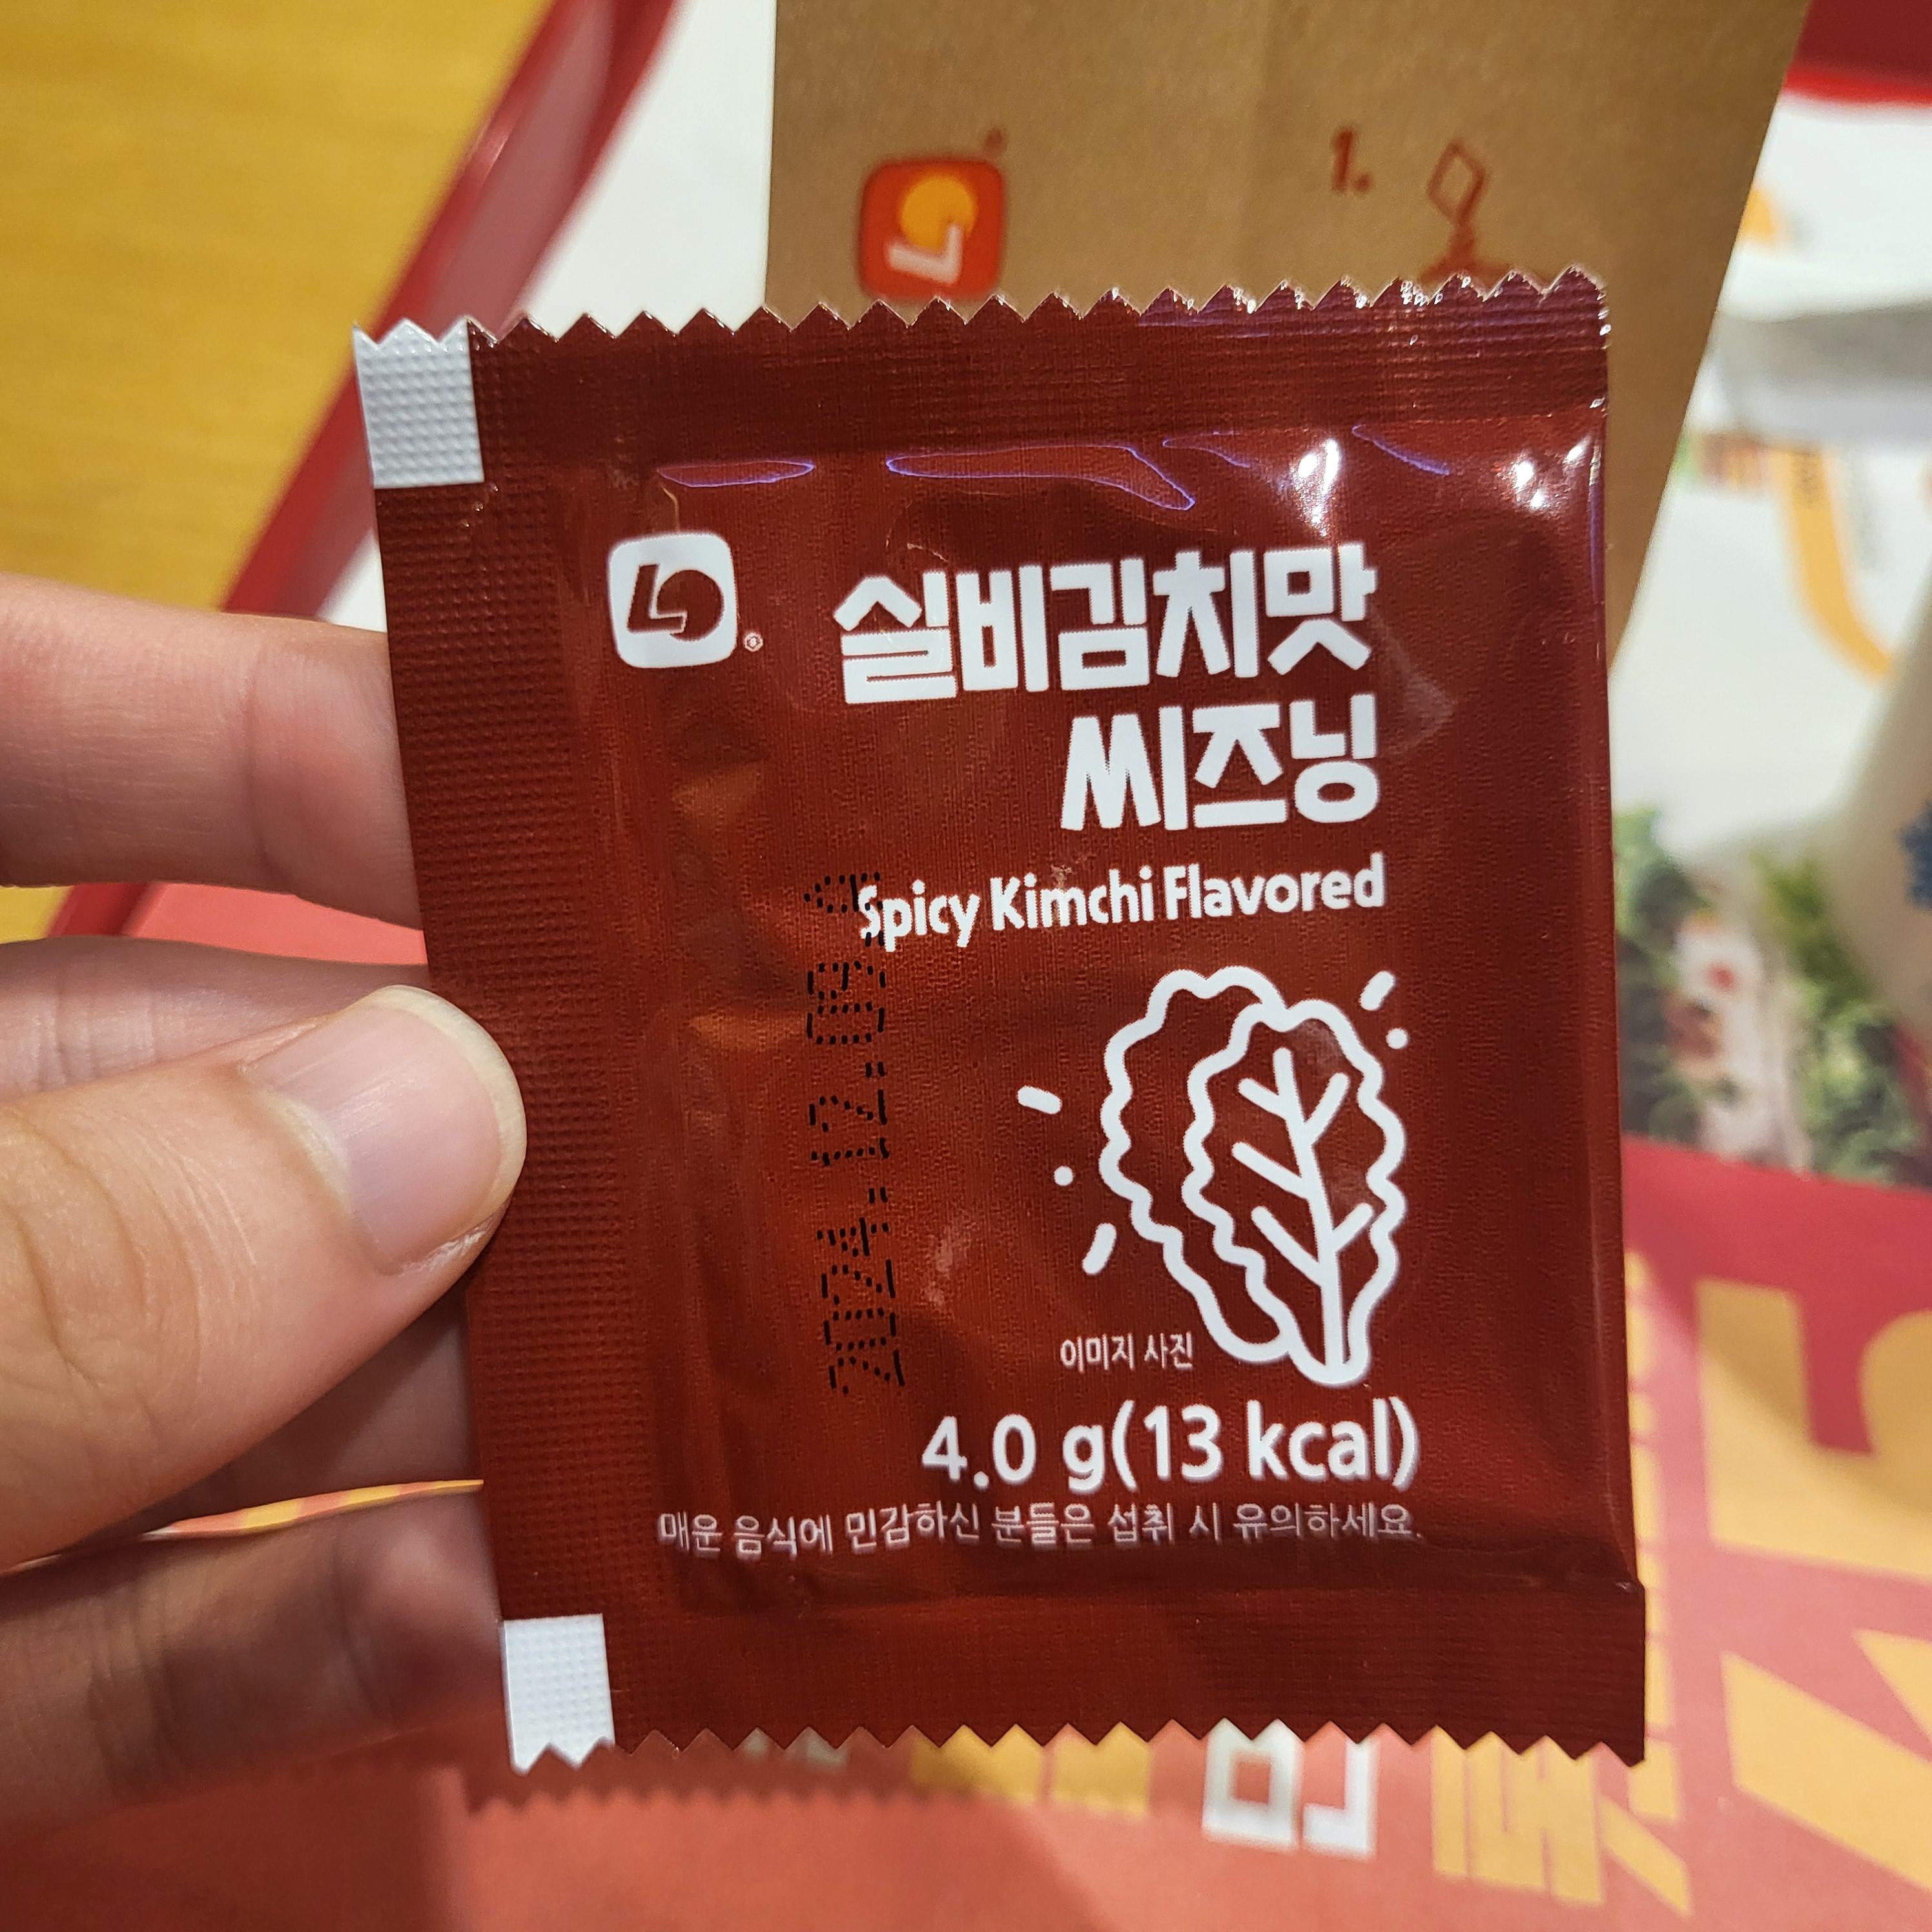 1.
실비김치맛
씨즈닝
Spicy Kimchi Flavored
2024.12.09
이미지 사진
4.0 g(13 kcal)
매운 음식에 민감하신 분들은 섭취 시 유의하세요.